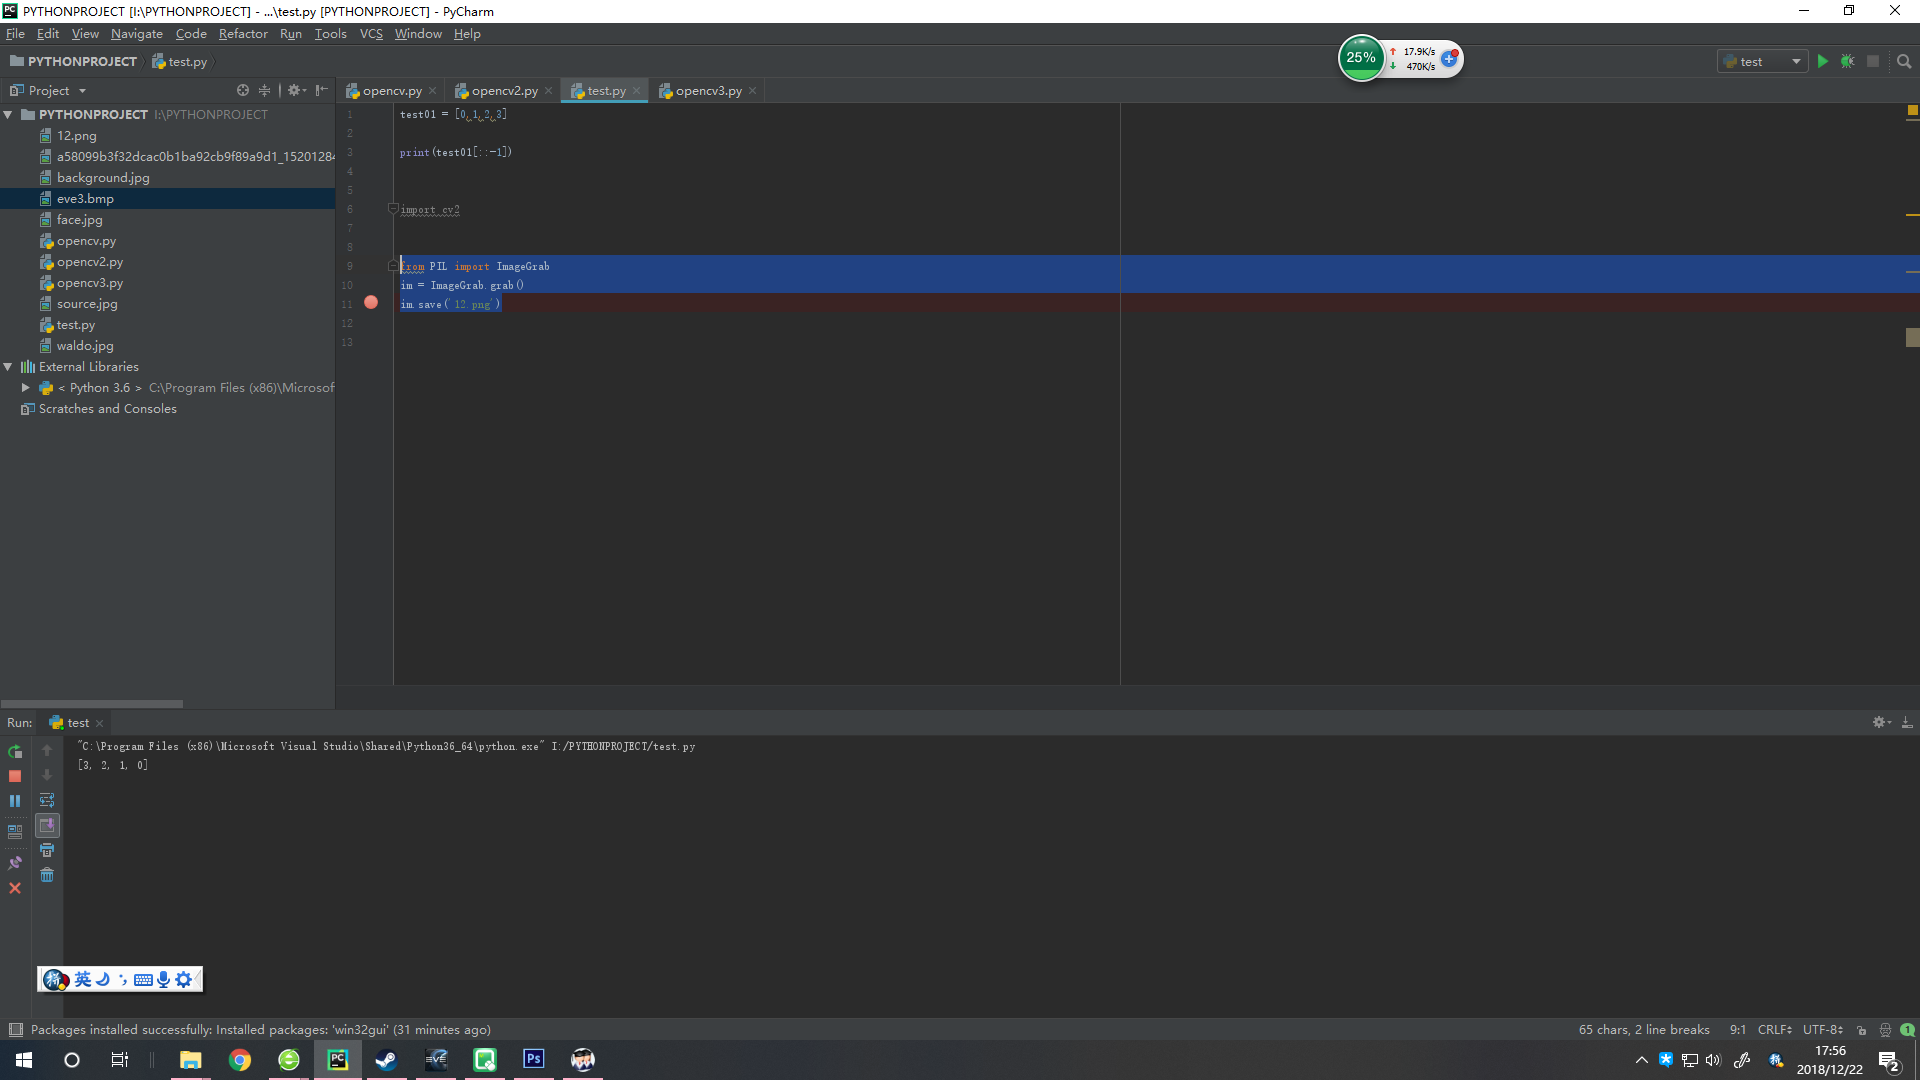 PYTHONPROJECT [I:\PYTHONPROJECT] - ...\test.py [PYTHONPROJECT] - PyCharm
File Edit View Navigate Code Refactor Run Tools VCS Window Help
PYTHONPROJECT test.py
25% 17.9K/s
470K/s
test
Project
opencv.py opencv2.py test.py opencv3.py
PYTHONPROJECT I:\PYTHONPROJECT
12.png
a58099b3f32dcac0b1ba92cb9f89a9d1_15201284
background.jpg
eve3.bmp
face.jpg
opencv.py
opencv2.py
opencv3.py
source.jpg
test.py
waldo.jpg
External Libraries
< Python 3.6 > C:\Program Files (x86)\Microsof
Scratches and Consoles
1 test01 = [0,1,2,3]
2
3 print(test01[::-1])
4
5
6 import cv2
7
8
9 from PIL import ImageGrab
10 im = ImageGrab.grab()
11 im.save('12.png')
12
13
Run: test
"C:\Program Files (x86)\Microsoft Visual Studio\Shared\Python36_64\python.exe" I:/PYTHONPROJECT/test.py
[3, 2, 1, 0]
英
Packages installed successfully: Installed packages: 'win32gui' (31 minutes ago)
65 chars, 2 line breaks 9:1 CRLF UTF-8 1
PC EVE Ps
17:56
2018/12/22
2